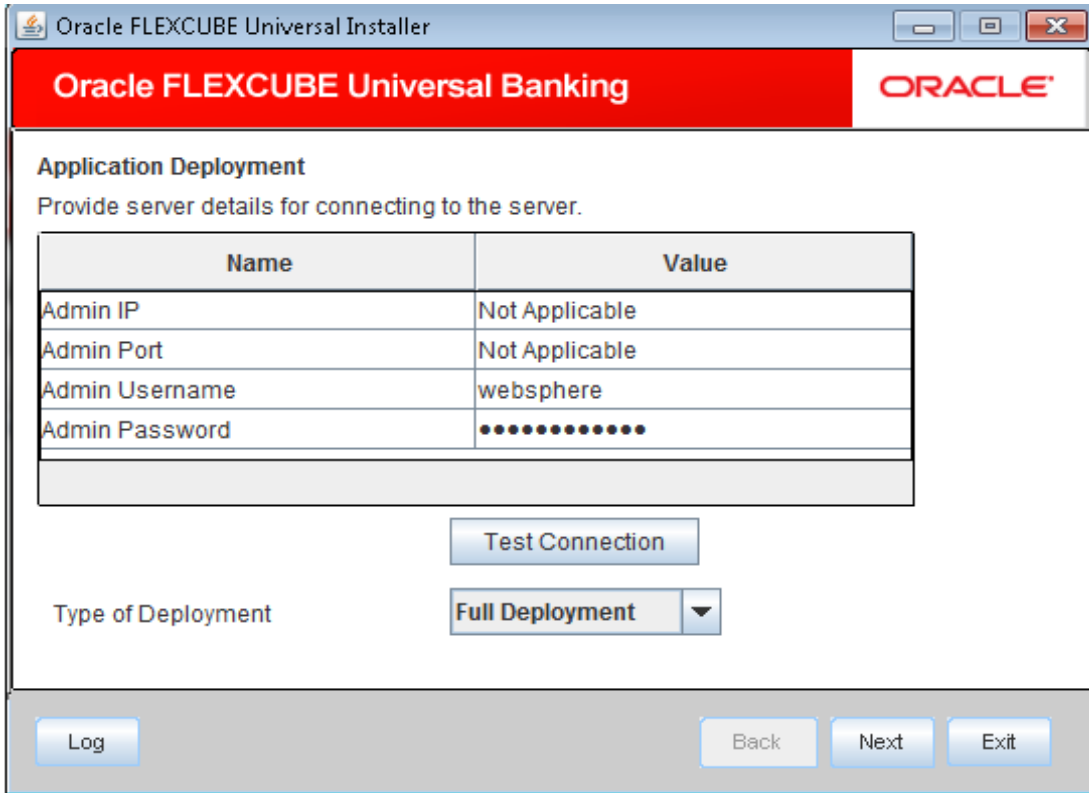 Oracle FLEXCUBE Universal Installer
Oracle FLEXCUBE Universal Banking
ORACLE
Application Deployment
Provide server details for connecting to the server.
Name Value
Admin IP Not Applicable
Admin Port Not Applicable
Admin Username websphere
Admin Password ●●●●●●●●●●●●
Test Connection
Type of Deployment Full Deployment
Log Back Next Exit